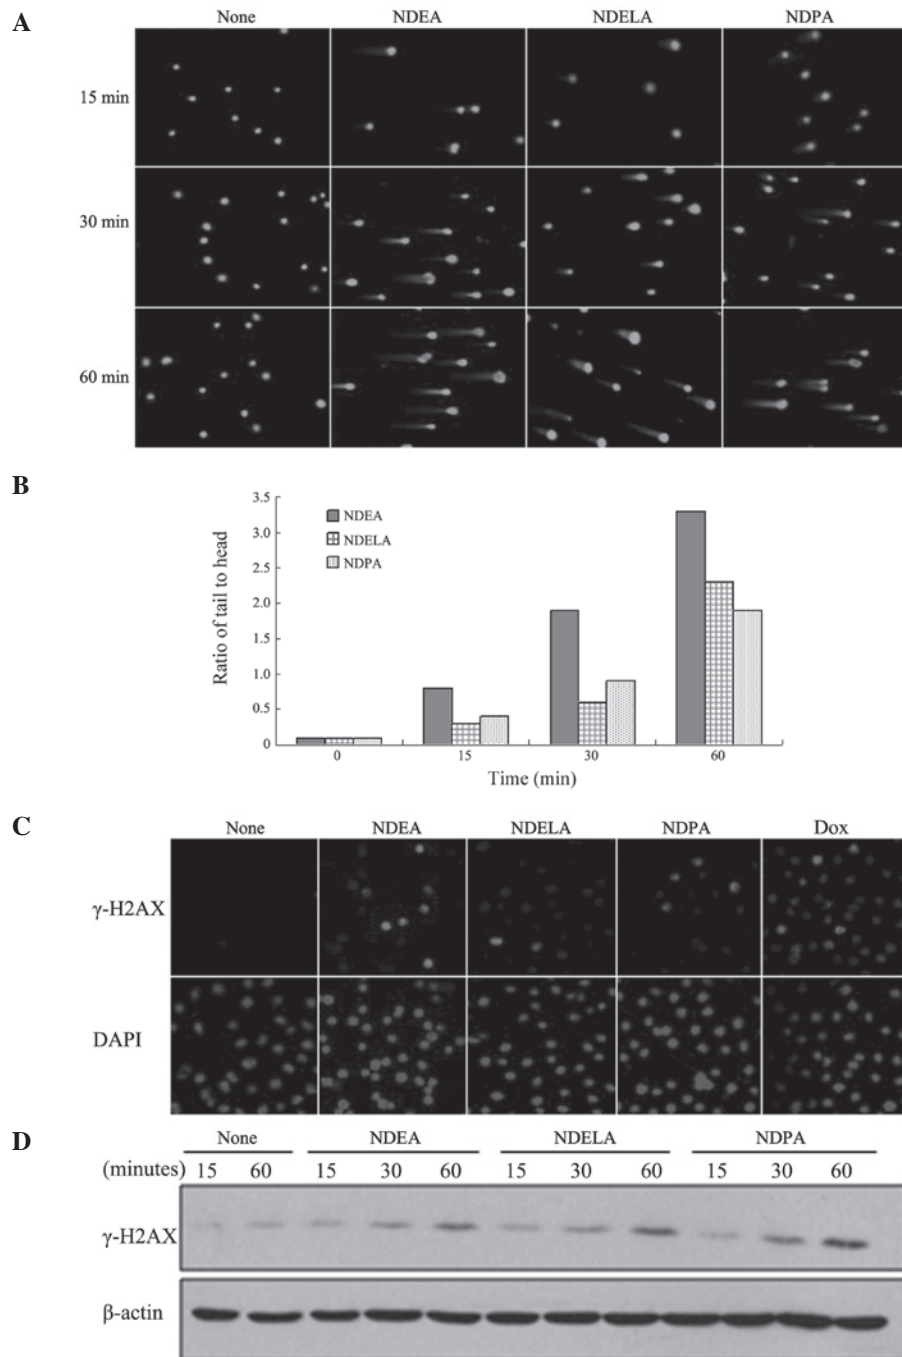 A
None NDEA NDELA NDPA
15 min
30 min
60 min
B
3.5
3.0
2.5
2.0
1.5
1.0
0.5
0
Ratio of tail to head
NDEA
NDELA
NDPA
0 15 30 60
Time (min)
C
None NDEA NDELA NDPA Dox
γ-H2AX
DAPI
D
None NDEA NDELA NDPA
(minutes) 15 60 15 30 60 15 30 60 15 30 60
γ-H2AX
β-actin